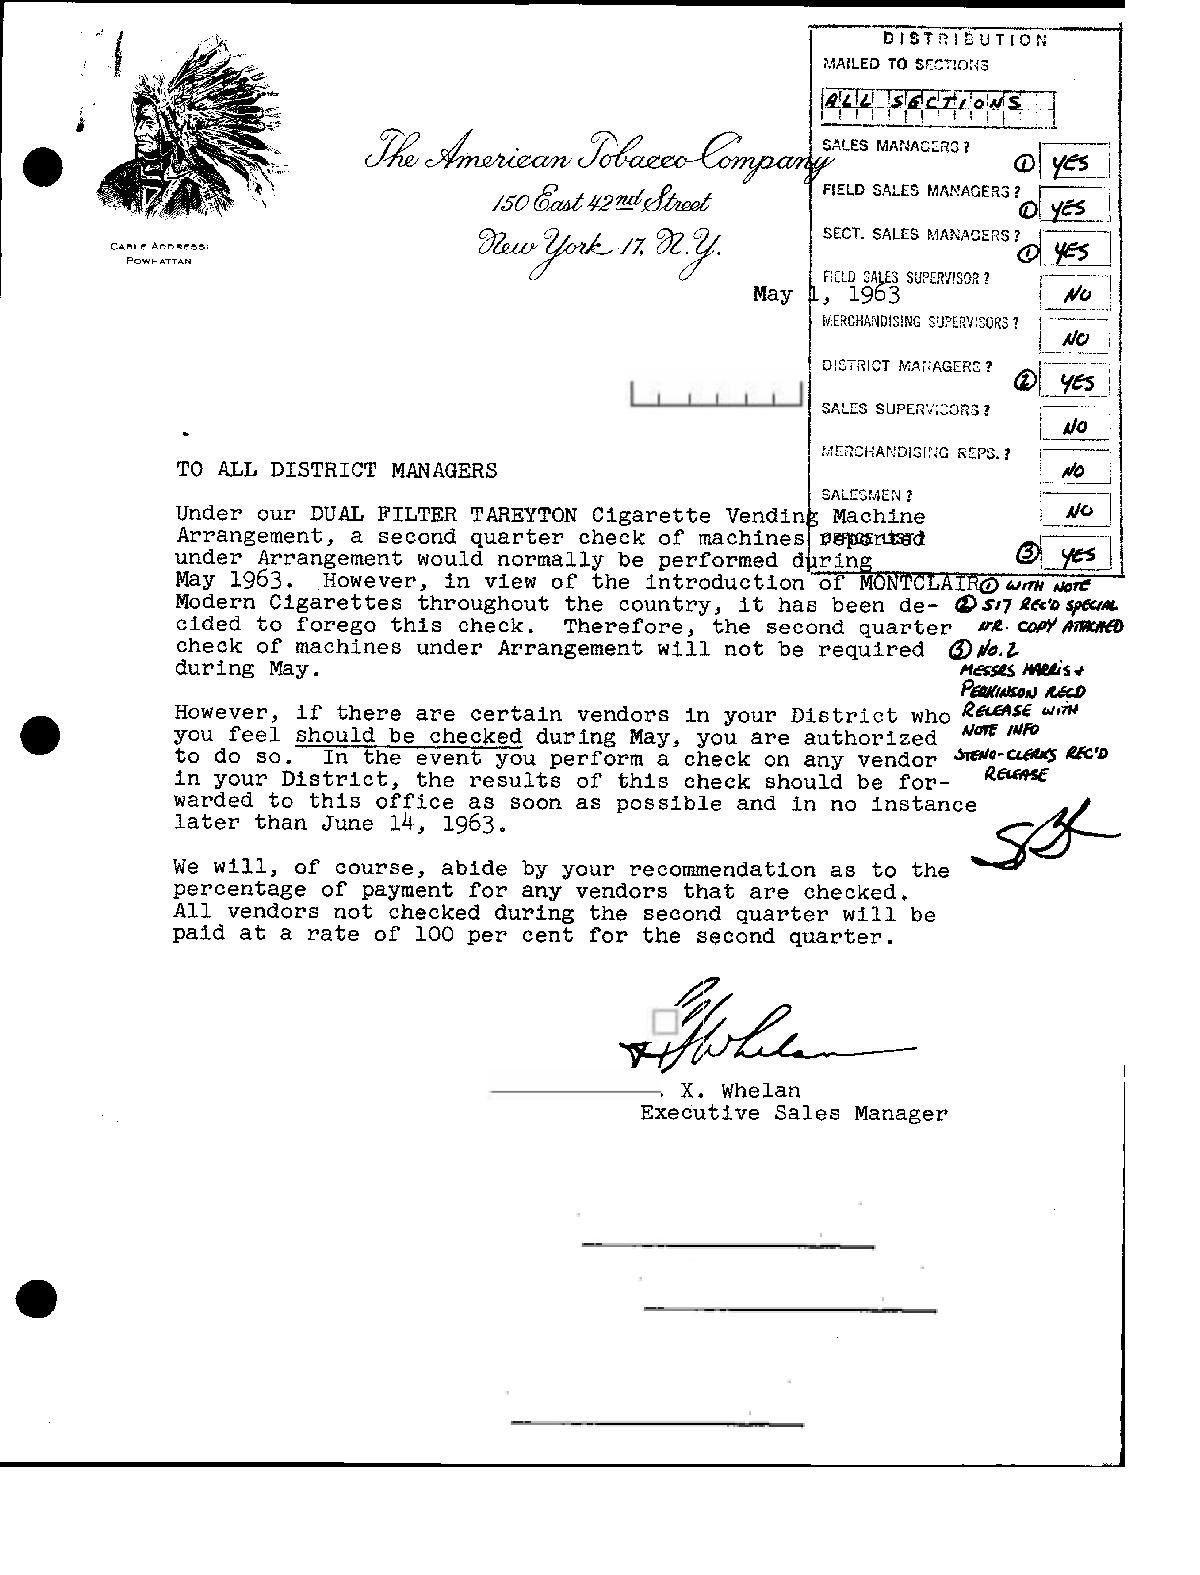 DISTRIBUTION
MAILED TO SECTIONS
ALL SECTIONS
SALES MANAGERS?
① YES
FIELD SALES MANAGERS?
① YES
SECT. SALES MANAGERS?
① YES
FIELD SALES SUPERVISOR?
NO
MERCHANDISING SUPERVISORS?
NO
DISTRICT MANAGERS?
② YES
SALES SUPERVISORS?
NO
MERCHANDISING REPS.?
NO
SALESMEN?
NO
③ YES
CABLE ADDRESS:
POWHATTAN
The American Tobacco Company
150 East 42nd Street
New York 17, N.Y.
May 1, 1963
TO ALL DISTRICT MANAGERS
Under our DUAL FILTER TAREYTON Cigarette Vending Machine
Arrangement, a second quarter check of machines reported
under Arrangement would normally be performed during
May 1963. However, in view of the introduction of MONTCLAIR
Modern Cigarettes throughout the country, it has been de-
cided to forego this check. Therefore, the second quarter
check of machines under Arrangement will not be required
during May.
However, if there are certain vendors in your District who
you feel should be checked during May, you are authorized
to do so. In the event you perform a check on any vendor
in your District, the results of this check should be for-
warded to this office as soon as possible and in no instance
later than June 14, 1963.
We will, of course, abide by your recommendation as to the
percentage of payment for any vendors that are checked.
All vendors not checked during the second quarter will be
paid at a rate of 100 per cent for the second quarter.
① WITH NOTE
② 517 REC'D SPECIAL
LTR. COPY ATTACHED
③ NO. 2
MESSRS HARRIS +
PERKINSON RECD
RELEASE WITH
NOTE INFO
STENO-CLERKS REC'D
RELEASE
Whelan
X. Whelan
Executive Sales Manager